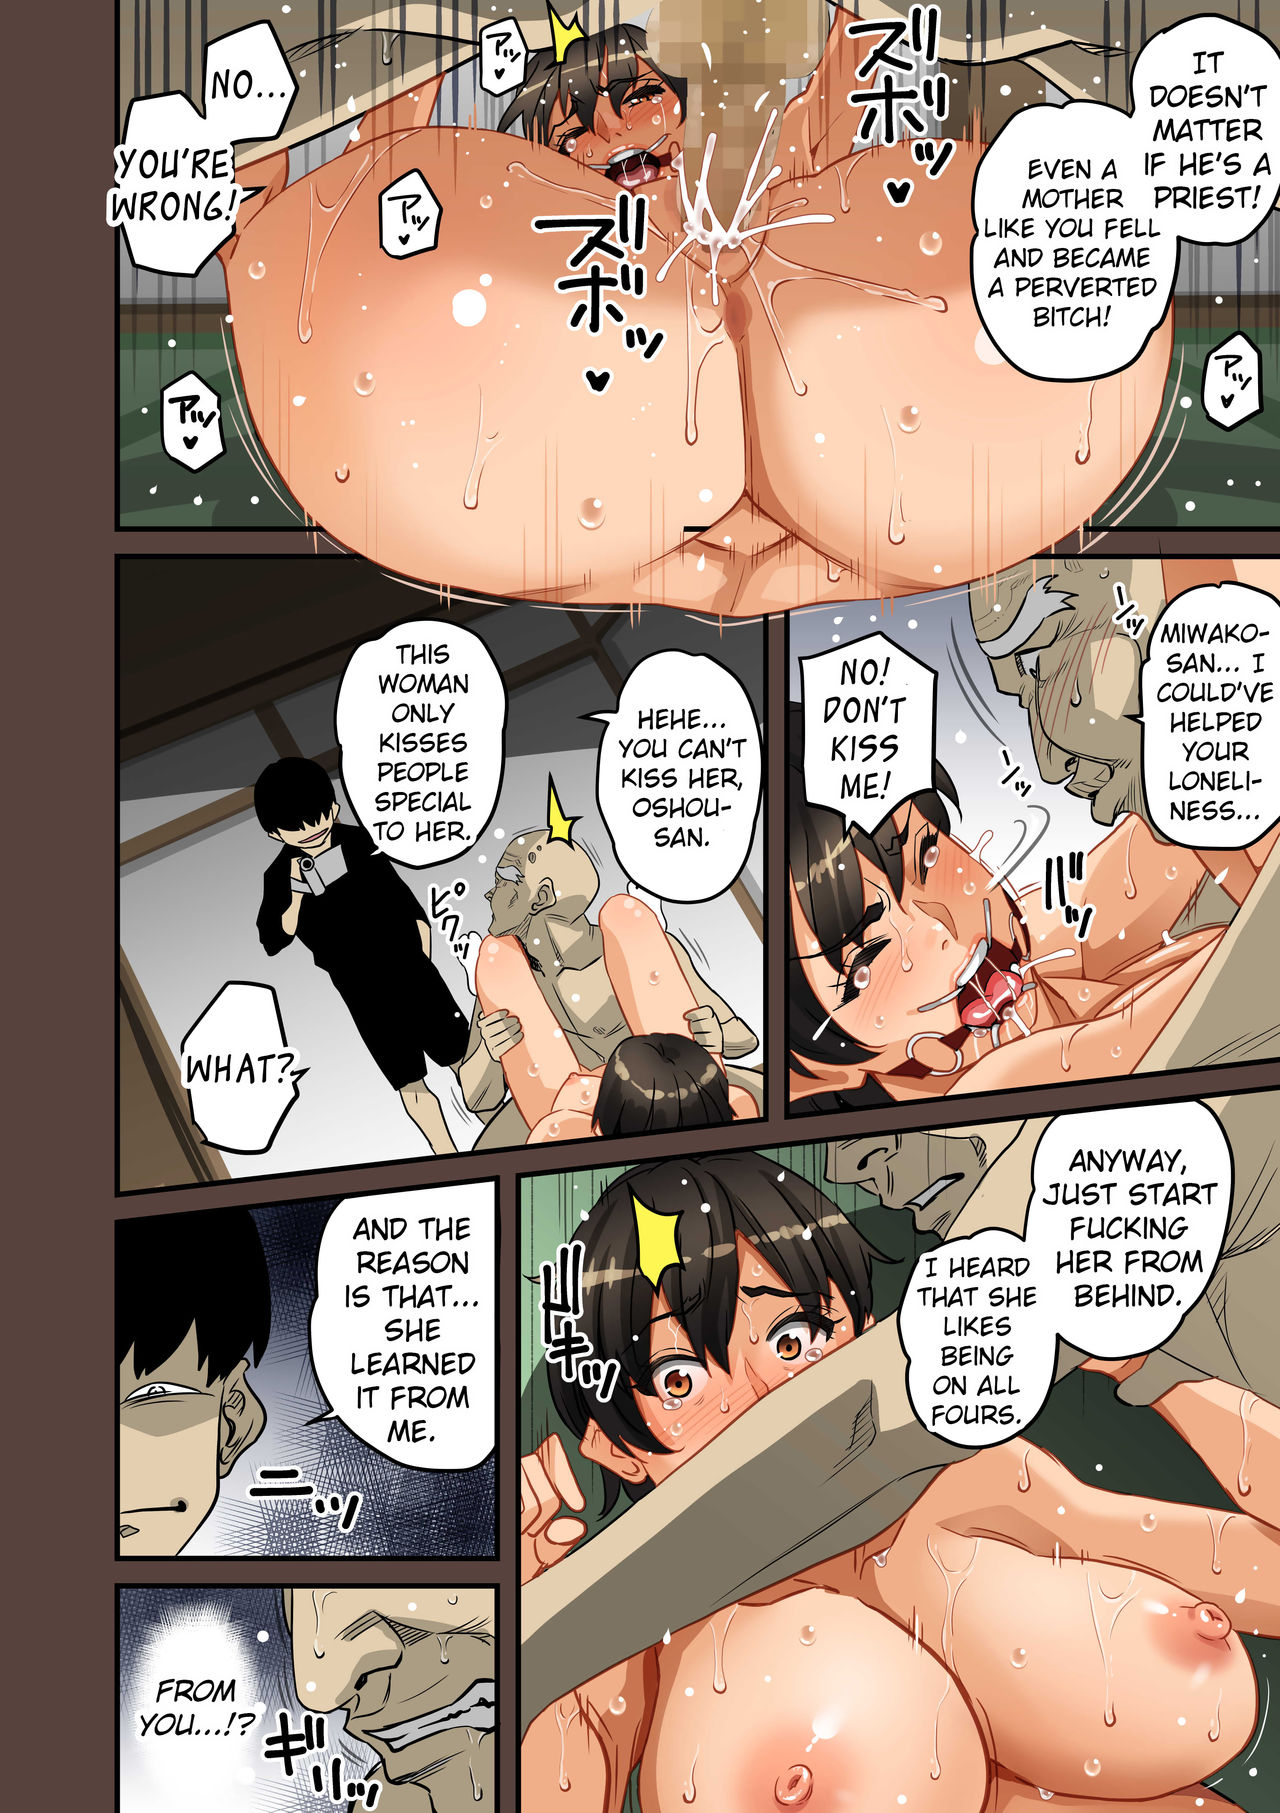 IT
DOESN'T
MATTER
IF HE'S A
PRIEST!
EVEN A
MOTHER
LIKE YOU FELL
AND BECAME
A PERVERTED
BITCH!
ズボッ♥
ズボッ♥
アッ♥
アッ♥
アッ♥
アッ♥
NO...
YOU'RE
WRONG!
MIWAKO-
SAN... I
COULD'VE
HELPED
YOUR
LONELI-
NESS...
NO!
DON'T
KISS
ME!
HEHE...
YOU CAN'T
KISS HER,
OSHOU-
SAN.
THIS
WOMAN
ONLY
KISSES
PEOPLE
SPECIAL
TO HER.
ピクッ
WHAT?
ANYWAY,
JUST START
FUCKING
HER FROM
BEHIND.
I HEARD
THAT SHE
LIKES
BEING
ON ALL
FOURS.
ドキッ
AND THE
REASON
IS THAT...
SHE
LEARNED
IT FROM
ME.
ニッ
FROM
YOU...!?
ギリッ